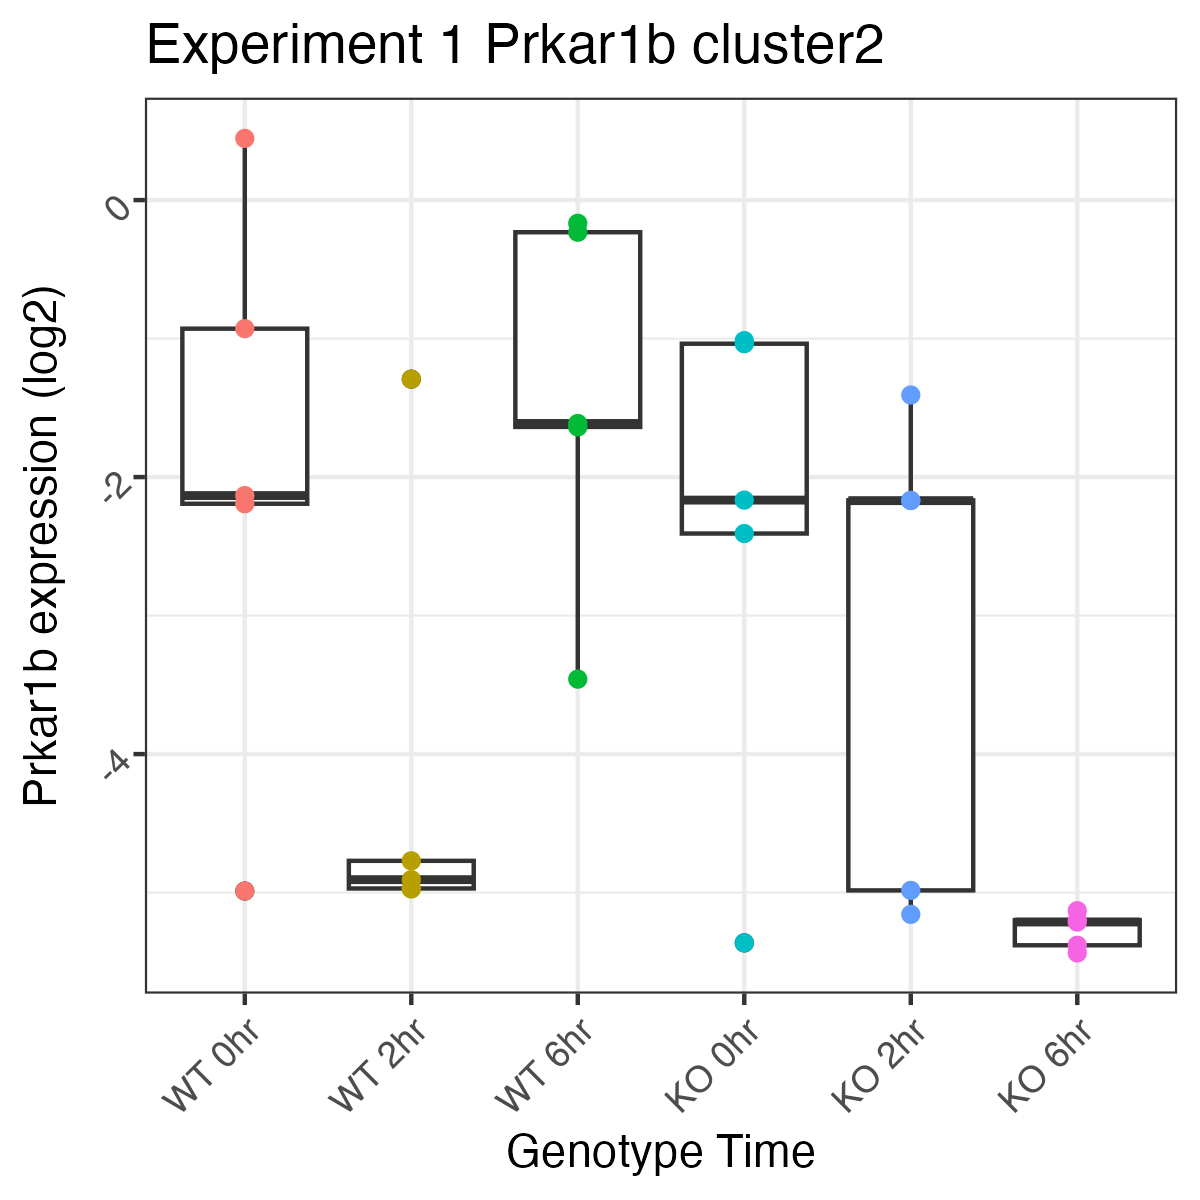 Experiment 1 Prkar1b cluster2
Prkar1b expression (log2)
0
-2
-4
WT 0hr
WT 2hr
WT 6hr
KO 0hr
KO 2hr
KO 6hr
Genotype Time